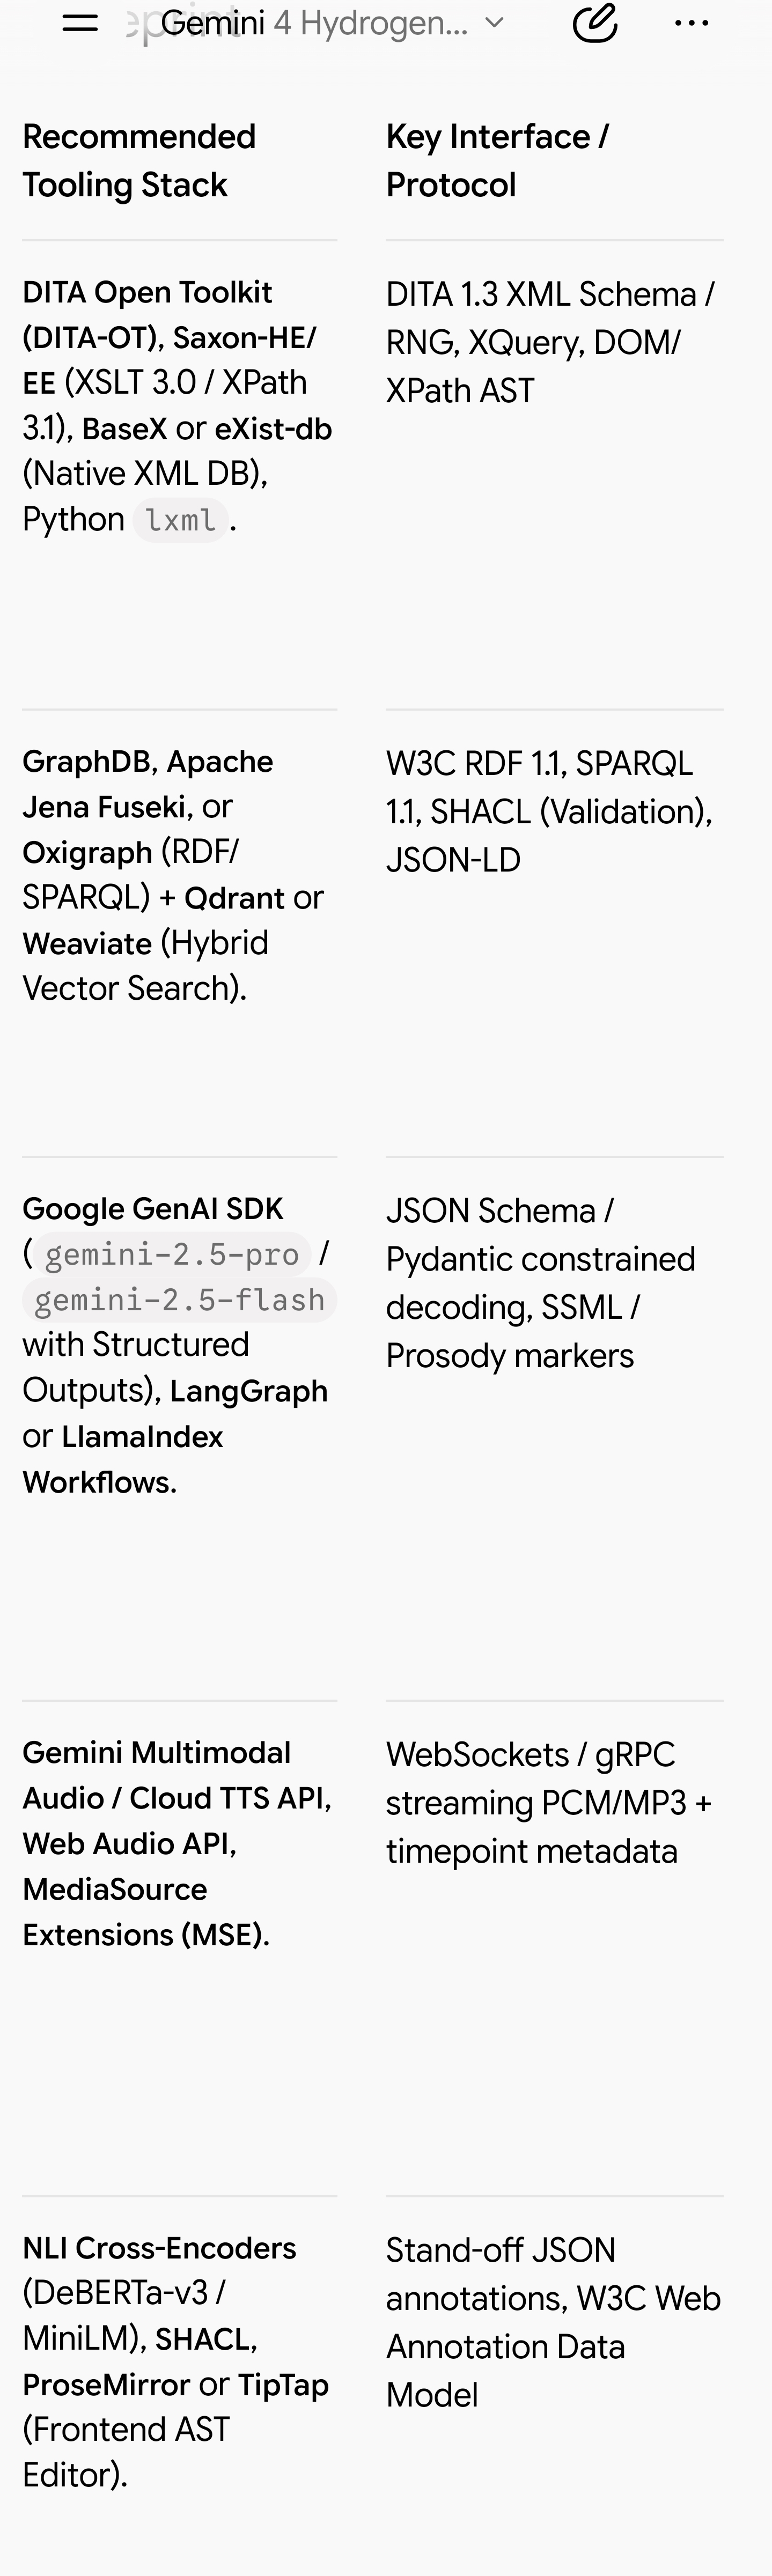 Gemini 4 Hydrogen...
Recommended
Tooling Stack
Key Interface /
Protocol
DITA Open Toolkit
(DITA-OT), Saxon-HE/
EE (XSLT 3.0 / XPath
3.1), BaseX or eXist-db
(Native XML DB),
Python lxml.
DITA 1.3 XML Schema /
RNG, XQuery, DOM/
XPath AST
GraphDB, Apache
Jena Fuseki, or
Oxigraph (RDF/
SPARQL) + Qdrant or
Weaviate (Hybrid
Vector Search).
W3C RDF 1.1, SPARQL
1.1, SHACL (Validation),
JSON-LD
Google GenAI SDK
(gemini-2.5-pro /
gemini-2.5-flash
with Structured
Outputs), LangGraph
or LlamaIndex
Workflows.
JSON Schema /
Pydantic constrained
decoding, SSML /
Prosody markers
Gemini Multimodal
Audio / Cloud TTS API,
Web Audio API,
MediaSource
Extensions (MSE).
WebSockets / gRPC
streaming PCM/MP3 +
timepoint metadata
NLI Cross-Encoders
(DeBERTa-v3 /
MiniLM), SHACL,
ProseMirror or TipTap
(Frontend AST
Editor).
Stand-off JSON
annotations, W3C Web
Annotation Data
Model